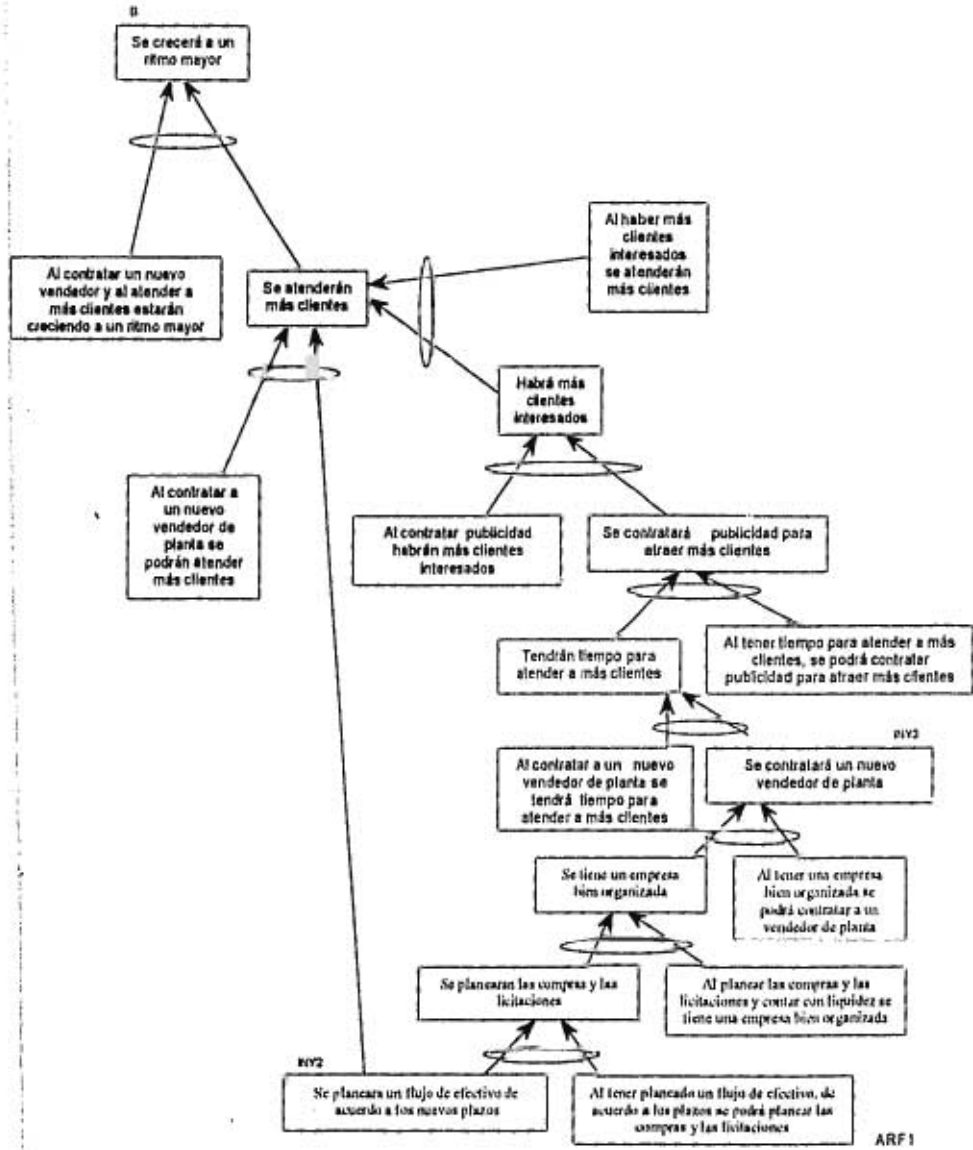 B
Se crecerá a un
ritmo mayor
Al haber más
clientes
interesados
se atenderán
más clientes
Al contratar un nuevo
vendedor y al atender a
más clientes estarán
creciendo a un ritmo mayor
Se atenderán
más clientes
Habrá más
clientes
interesados
Al contratar a
un nuevo
vendedor de
planta se
podrán atender
más clientes
Al contratar publicidad
habrán más clientes
interesados
Se contratará publicidad para
atraer más clientes
Tendrán tiempo para
atender a más clientes
Al tener tiempo para atender a más
clientes, se podrá contratar
publicidad para atraer más clientes
INY3
Al contratar a un nuevo
vendedor de planta se
tendrá tiempo para
atender a más clientes
Se contratará un nuevo
vendedor de planta
Se tiene un empresa
bien organizada
Al tener una empresa
bien organizada se
podrá contratar a un
vendedor de planta
Se planearan las compras y las
licitaciones
Al planear las compras y las
licitaciones y contar con liquidez se
tiene una empresa bien organizada
INY2
Se planeara un flujo de efectivo de
acuerdo a los nuevos plazos
Al tener planeado un flujo de efectivo, de
acuerdo a los plazos se podrá planear las
compras y las licitaciones
ARF1